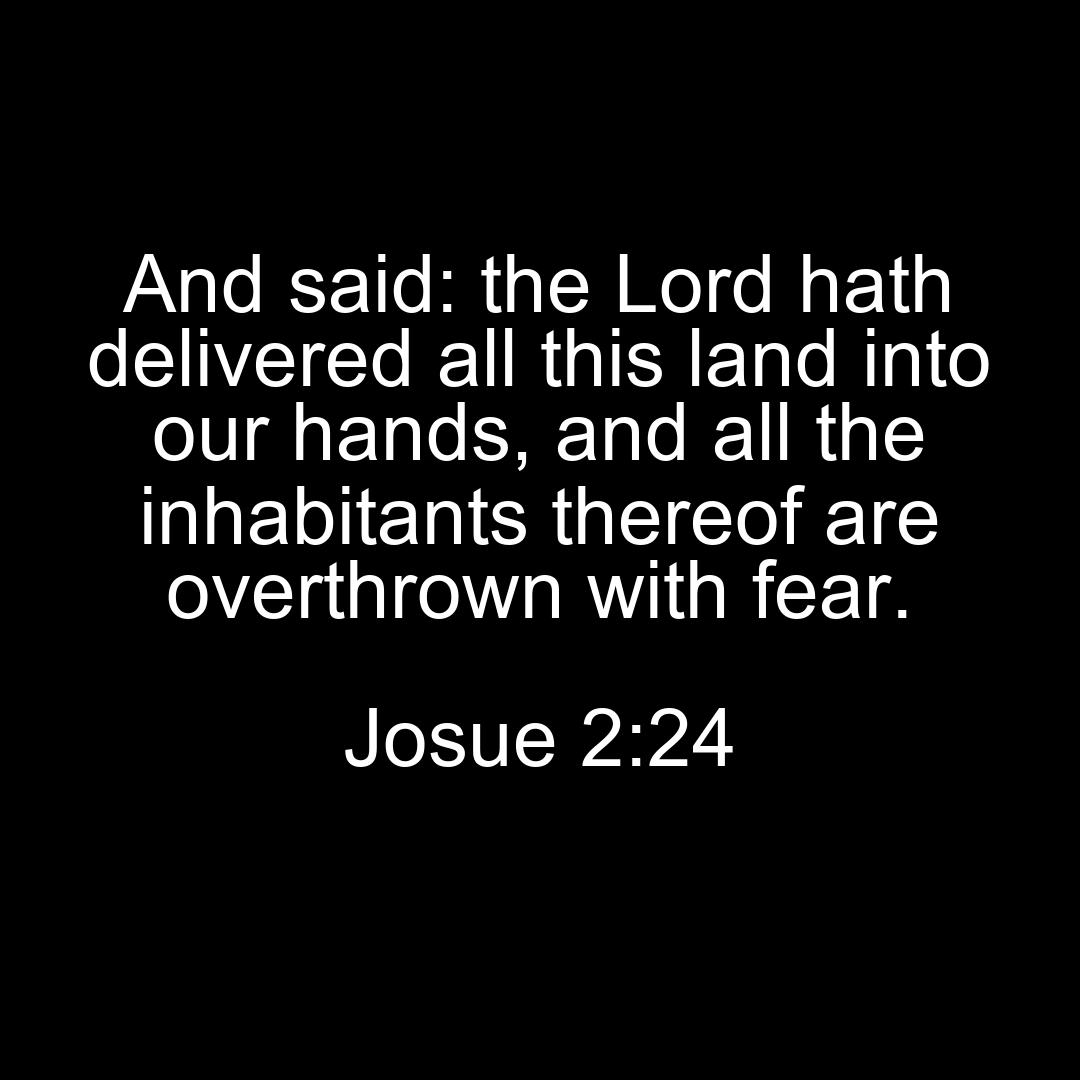 And said: the Lord hath
delivered all this land into
our hands, and all the
inhabitants thereof are
overthrown with fear.
Josue 2:24